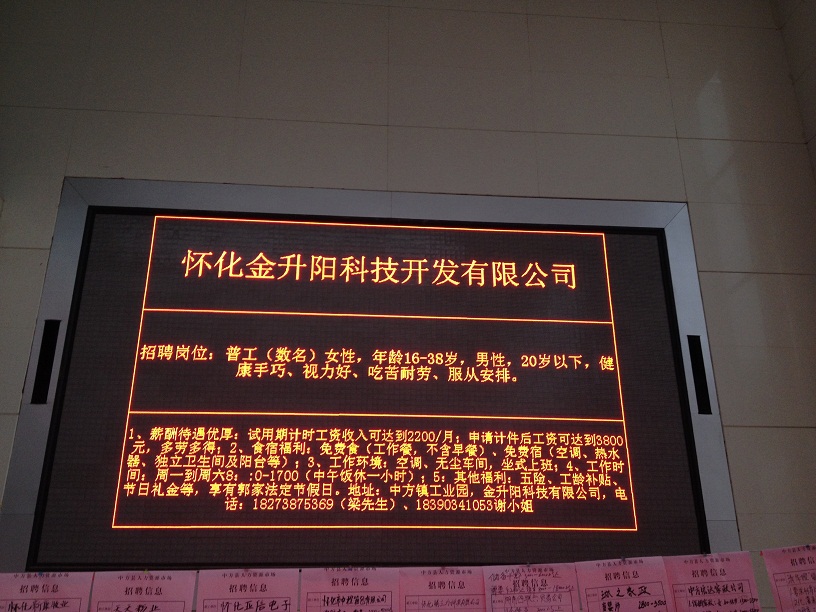 怀化金升阳科技开发有限公司
招聘岗位：普工（数名）女性，年龄16-38岁，男性，20岁以下，健
康手巧、视力好、吃苦耐劳、服从安排。
1、薪酬待遇优厚：试用期计时工资收入可达到2200/月；申请计件后工资可达到3800
元，多劳多得；2、食宿福利：免费食（工作餐，不含早餐）、免费宿（空调、热水
器、独立卫生间及阳台等）；3、工作环境：空调、无尘车间，坐式上班；4、工作时
间：周一到周六8：:0-1700（中午饭休一小时）；5：其他福利：五险、工龄补贴、
节日礼金等，享有郭家法定节假日。地址：中方镇工业园，金升阳科技有限公司，电
话：18273875369（梁先生）、18390341053谢小姐
招聘信息
招聘信息
招聘信息
招聘信息
招聘信息
招聘信息
招聘信息
招聘信息
招聘信息